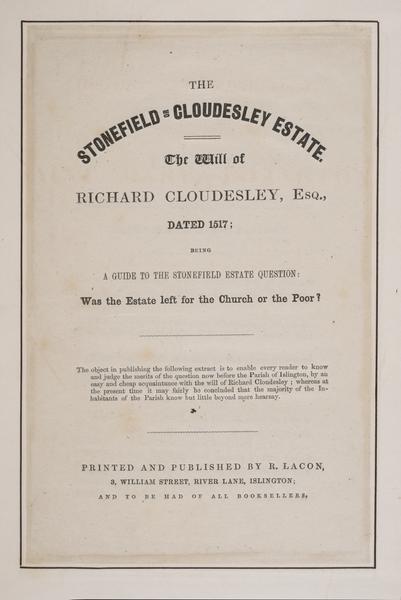 THE
STONEFIELD or CLOUDESLEY ESTATE.
The Will of
RICHARD CLOUDESLEY, Esq.,
DATED 1517;
BEING
A GUIDE TO THE STONEFIELD ESTATE QUESTION:
Was the Estate left for the Church or the Poor?
The object in publishing the following extract is to enable every reader to know
and judge the merits of the question now before the Parish of Islington, by an
easy and cheap acquaintance with the will of Richard Cloudesley; whereas at
the present time it may fairly be concluded that the majority of the In-
habitants of the Parish know but little beyond mere hearsay.
PRINTED AND PUBLISHED BY R. LACON,
3, WILLIAM STREET, RIVER LANE, ISLINGTON;
AND TO BE HAD OF ALL BOOKSELLERS.